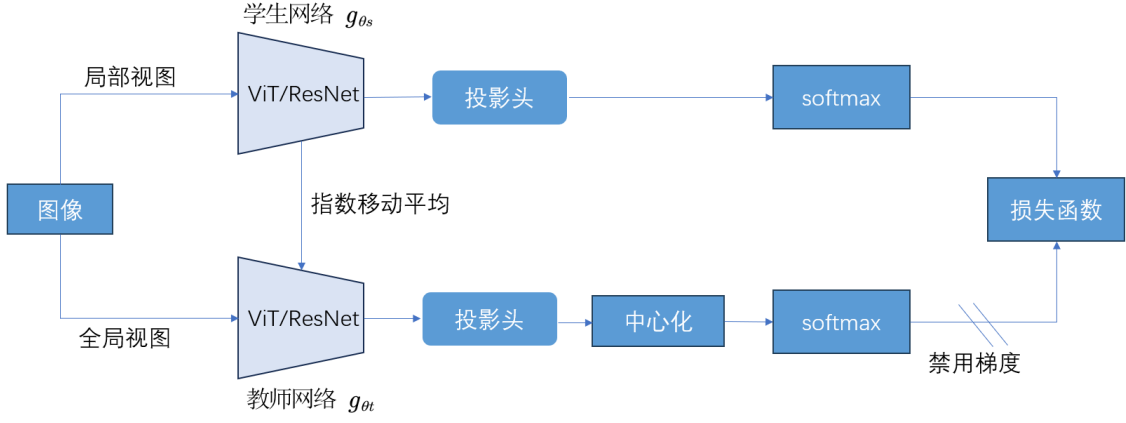 学生网络 gθs
局部视图
ViT/ResNet
投影头
softmax
图像
指数移动平均
损失函数
全局视图
ViT/ResNet
投影头
中心化
softmax
禁用梯度
教师网络 gθt